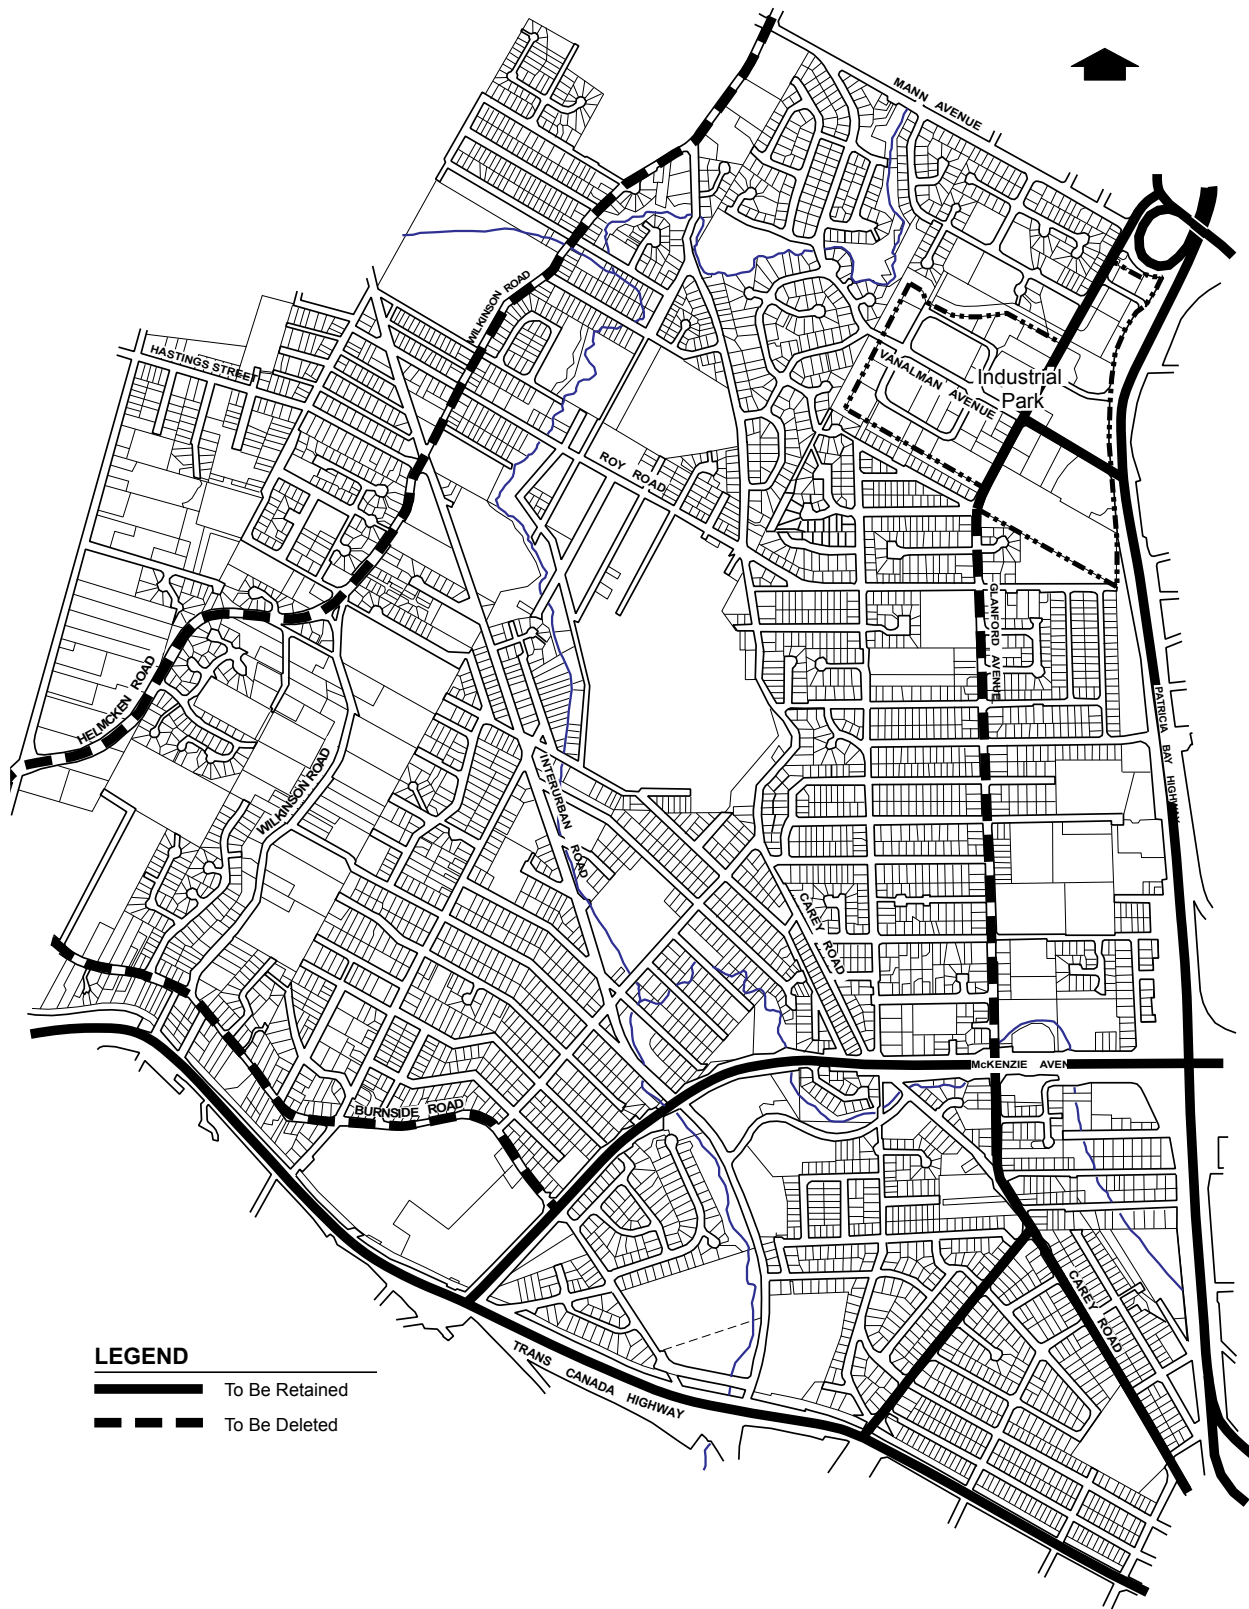 MANN AVENUE
WILKINSON ROAD
HASTINGS STREET
VANALMAN AVENUE
Industrial
Park
ROY ROAD
GLANFORD AVENUE
HELMCKEN ROAD
PATRICIA BAY HIGHWAY
WILKINSON ROAD
INTERURBAN ROAD
CAREY ROAD
McKENZIE AVEN
BURNSIDE ROAD
CAREY ROAD
TRANS CANADA HIGHWAY
LEGEND
To Be Retained
To Be Deleted